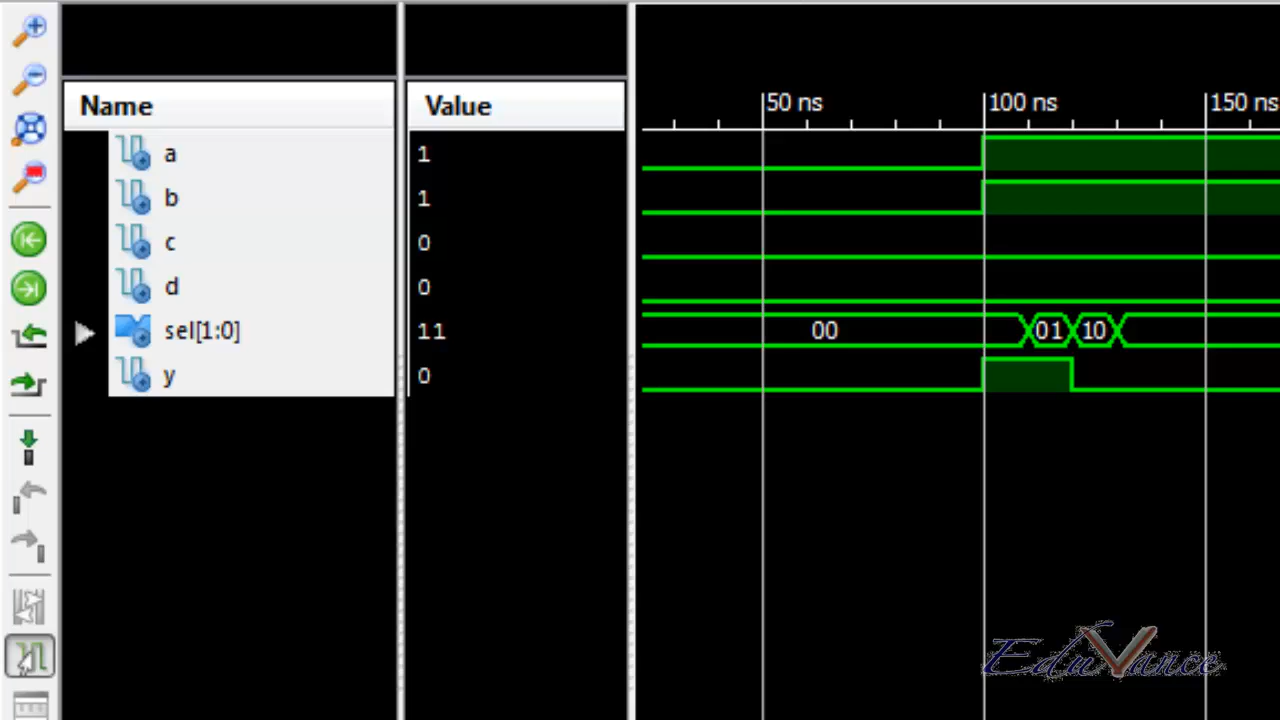 50 ns 100 ns 150 ns
Name Value
a 1
b 1
c 0
d 0
sel[1:0] 11 00 01 10
y 0
EduVance